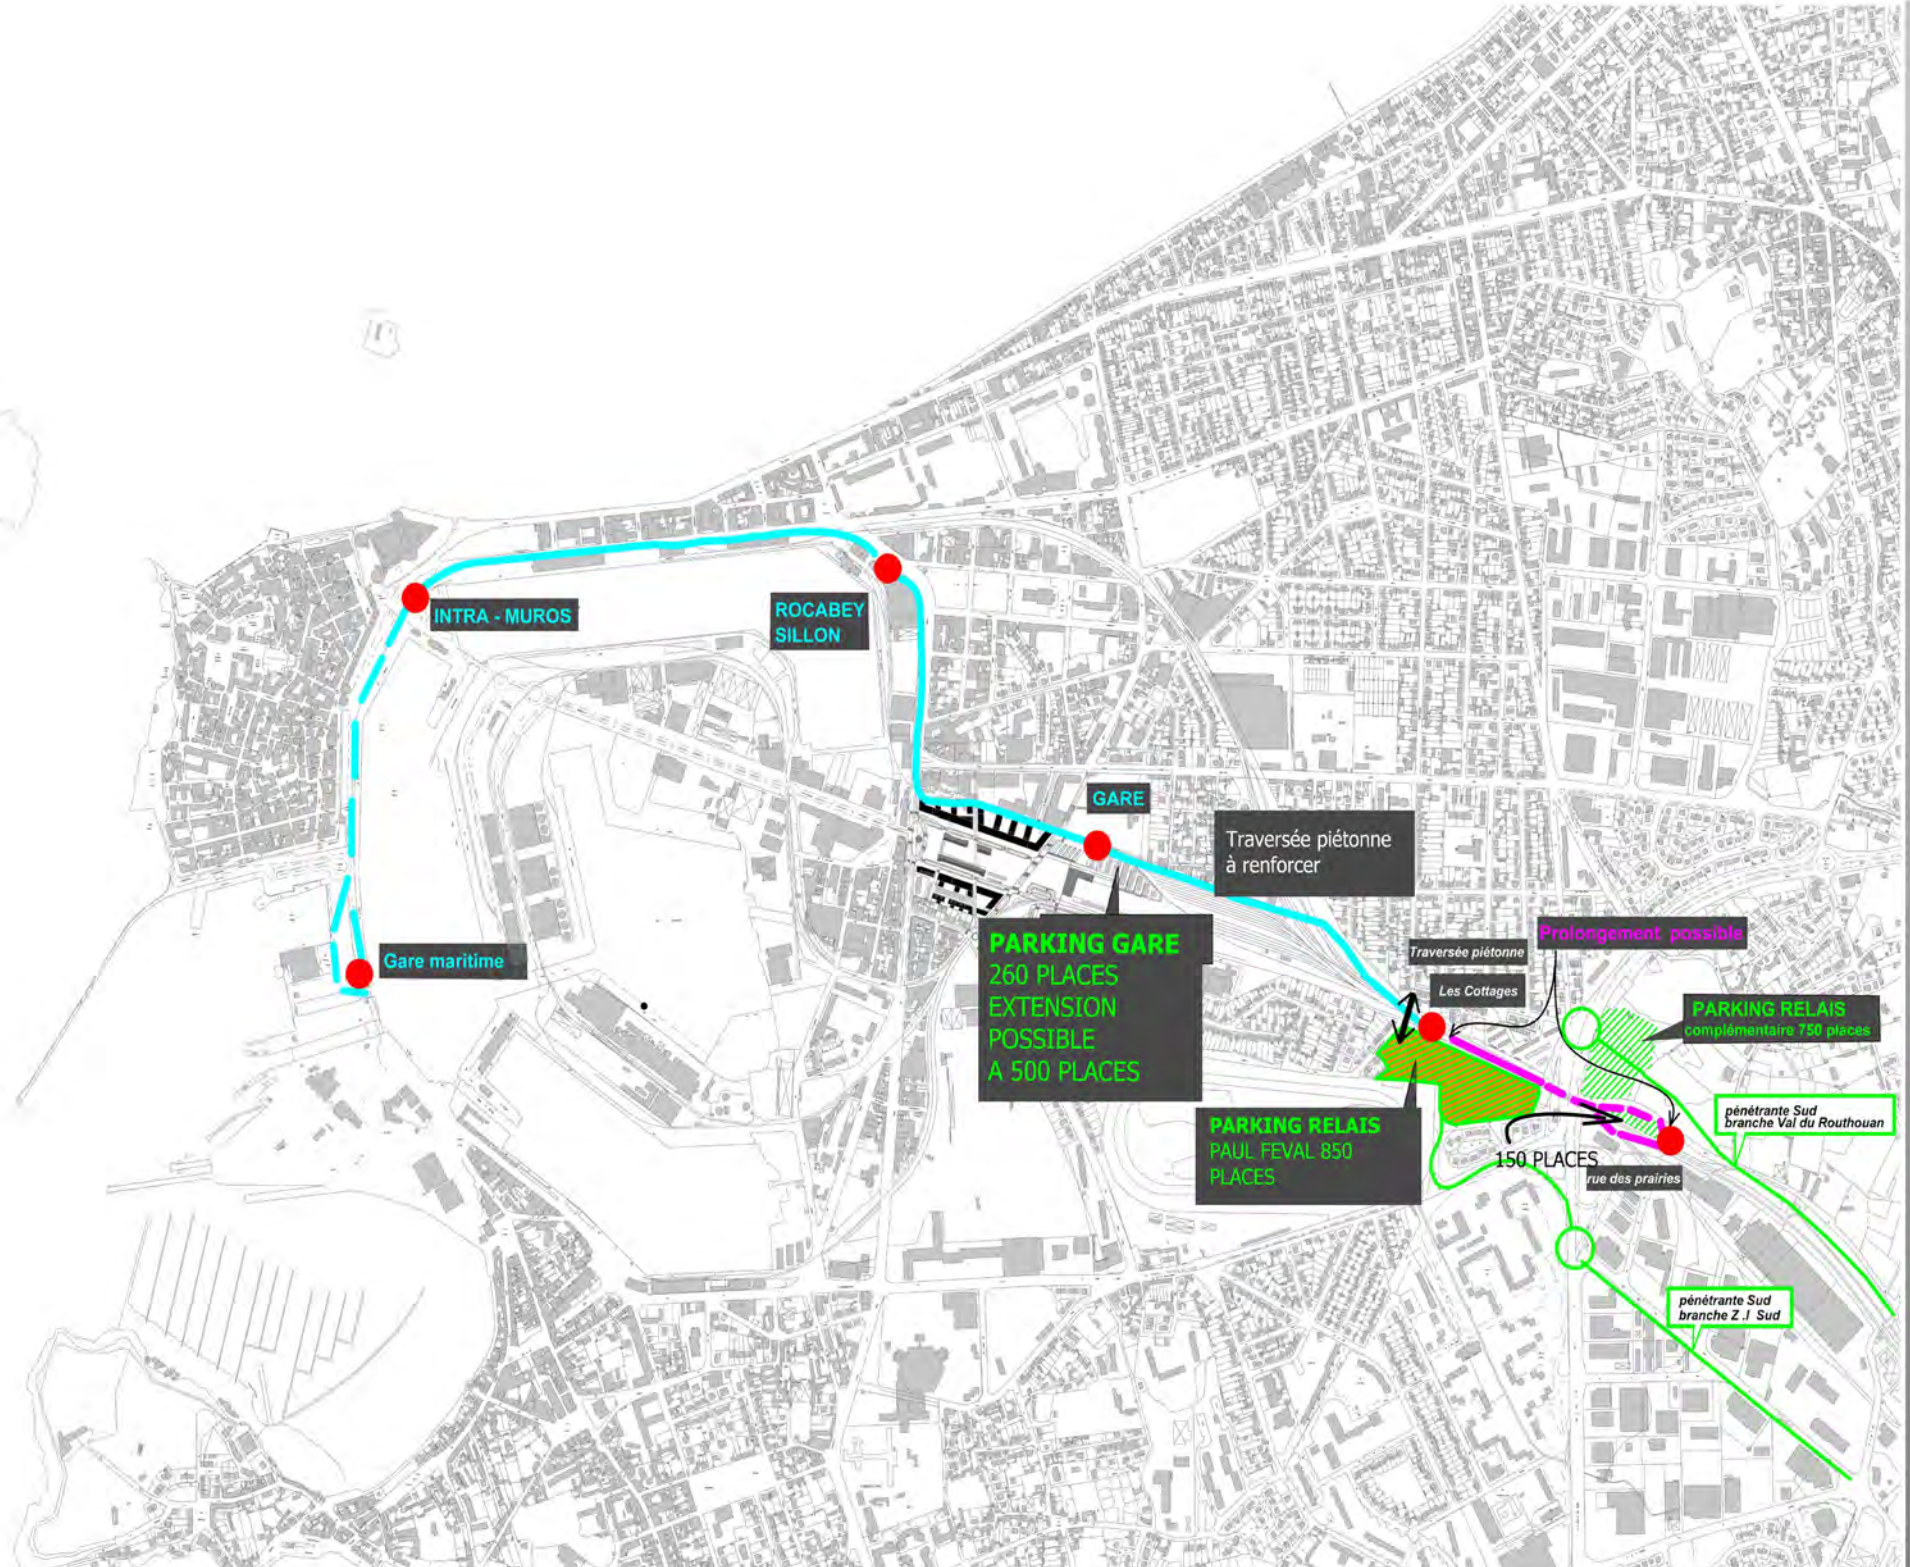 INTRA - MUROS
ROCABEY
SILLON
GARE
Traversée piétonne
à renforcer
PARKING GARE
260 PLACES
EXTENSION
POSSIBLE
A 500 PLACES
Gare maritime
Prolongement possible
Traversée piétonne
Les Cottages
PARKING RELAIS
complémentaire 750 places
pénétrante Sud
branche Val du Routhouan
PARKING RELAIS
PAUL FEVAL 850
PLACES
150 PLACES
rue des prairies
pénétrante Sud
branche Z .I Sud